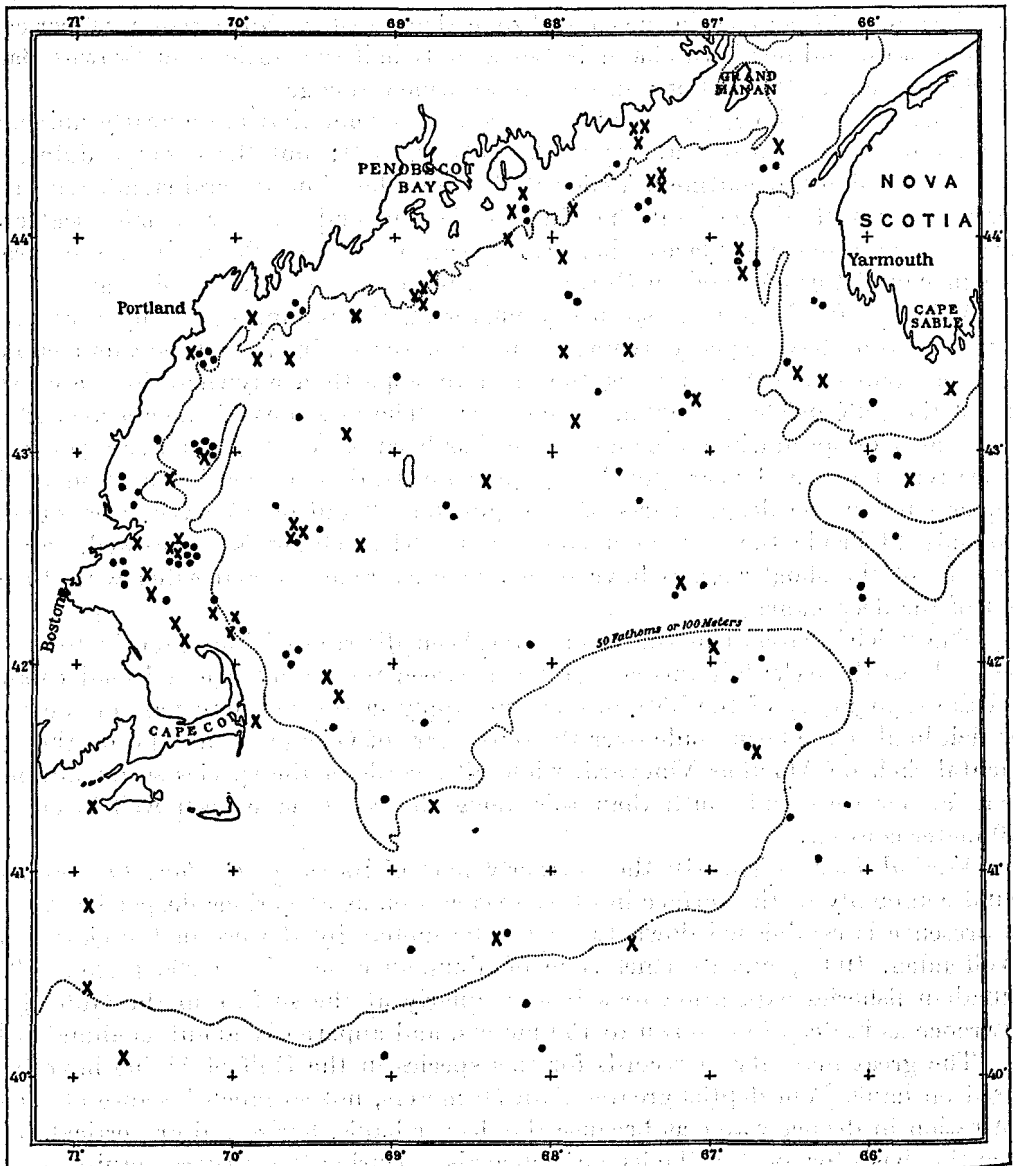 71° 70° 69° 68° 67° 66°
GRAND
MANAN
PENOBSCOT
BAY
NOVA
SCOTIA
44° 44°
Yarmouth
Portland
CAPE
SABLE
43° 43°
Boston
50 Fathoms or 100 Meters
42° 42°
CAPE COD
41° 41°
40° 40°
71° 70° 69° 68° 67° 66°